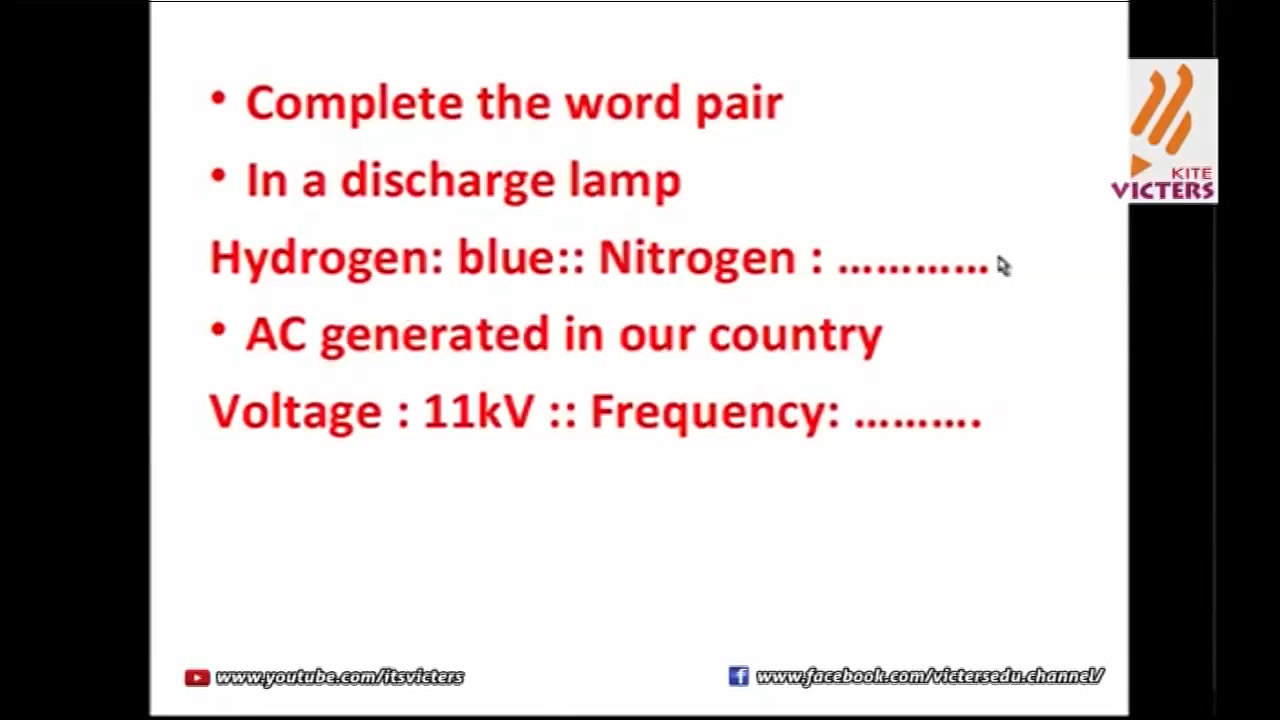 • Complete the word pair
• In a discharge lamp
Hydrogen: blue:: Nitrogen : …………
• AC generated in our country
Voltage : 11kV :: Frequency: ……….
KITE
VICTERS
www.youtube.com/itsvicters
www.facebook.com/victersedu.channel/